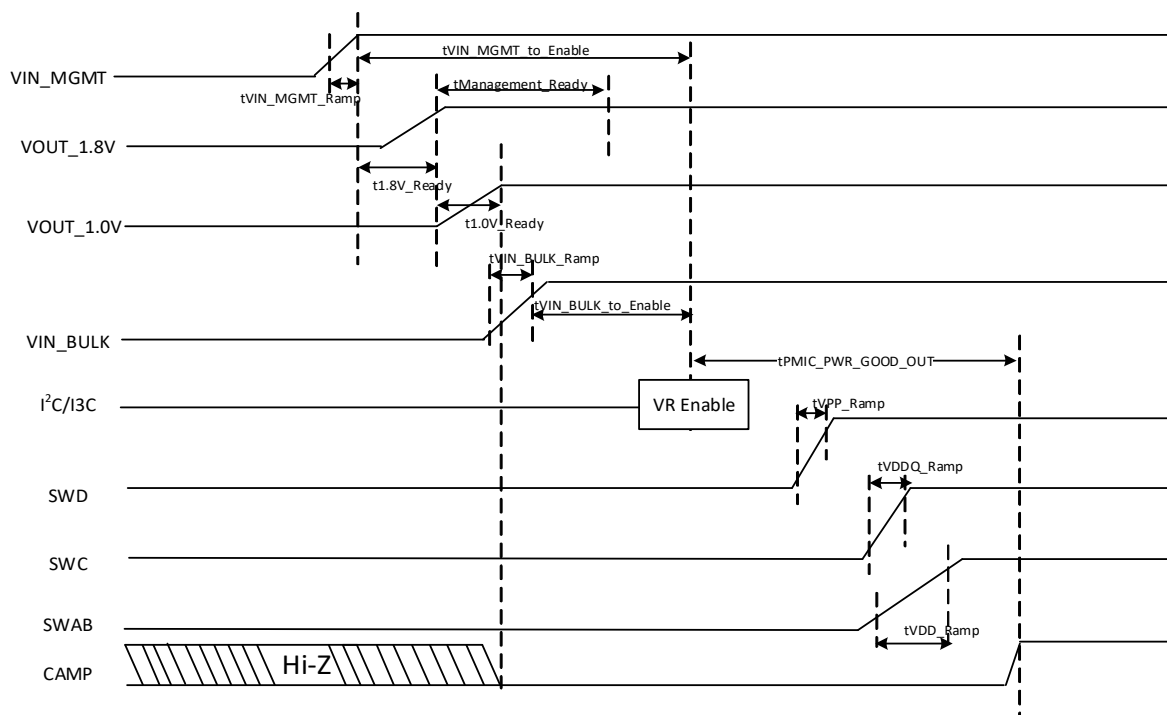 tVIN_MGMT_to_Enable
VIN_MGMT
tManagement_Ready
tVIN_MGMT_Ramp
VOUT_1.8V
t1.8V_Ready
VOUT_1.0V
t1.0V_Ready
tVIN_BULK_Ramp
tVIN_BULK_to_Enable
VIN_BULK
tPMIC_PWR_GOOD_OUT
I²C/I3C
VR Enable
tVPP_Ramp
tVDDQ_Ramp
SWD
SWC
SWAB
tVDD_Ramp
Hi-Z
CAMP